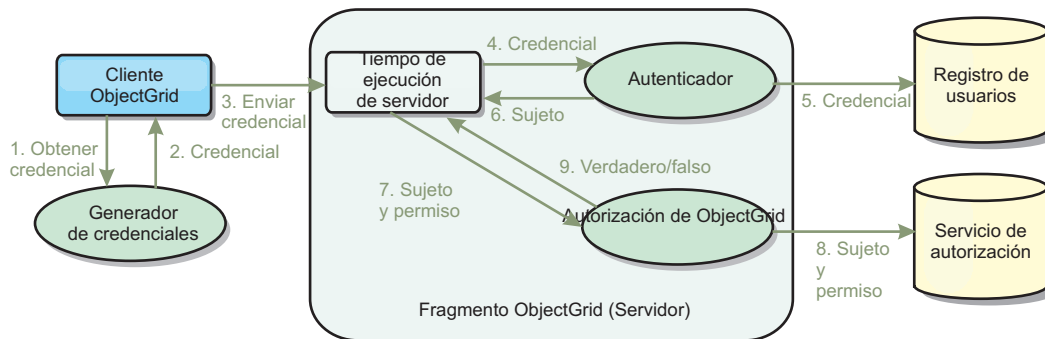 Cliente
ObjectGrid
1. Obtener
credencial
2. Credencial
Generador
de credenciales
3. Enviar
credencial
Tiempo de
ejecución
de servidor
4. Credencial
Autenticador
6. Sujeto
5. Credencial
Registro de
usuarios
7. Sujeto
y permiso
9. Verdadero/falso
Autorización de ObjectGrid
8. Sujeto
y
permiso
Servicio de
autorización
Fragmento ObjectGrid (Servidor)